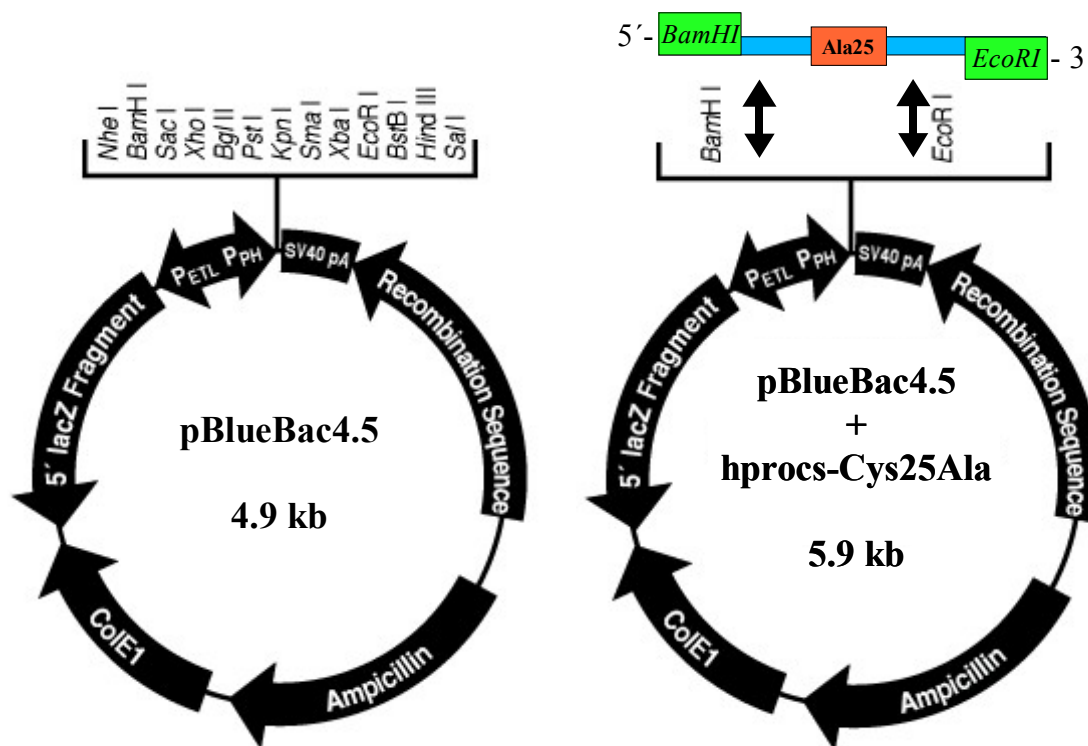 Nhe I
BamH I
Sac I
Xho I
Bgl II
Pst I
Kpn I
Sma I
Xba I
EcoR I
BstB I
Hind III
Sal I
PETL PPH
SV40 pA
Recombination Sequence
5´ lacZ Fragment
pBlueBac4.5
4.9 kb
ColE1
Ampicillin
5´- BamHI
Ala25
EcoRI - 3
BamH I
EcoR I
PETL PPH
SV40 pA
Recombination Sequence
5´ lacZ Fragment
pBlueBac4.5
+
hprocs-Cys25Ala
5.9 kb
ColE1
Ampicillin